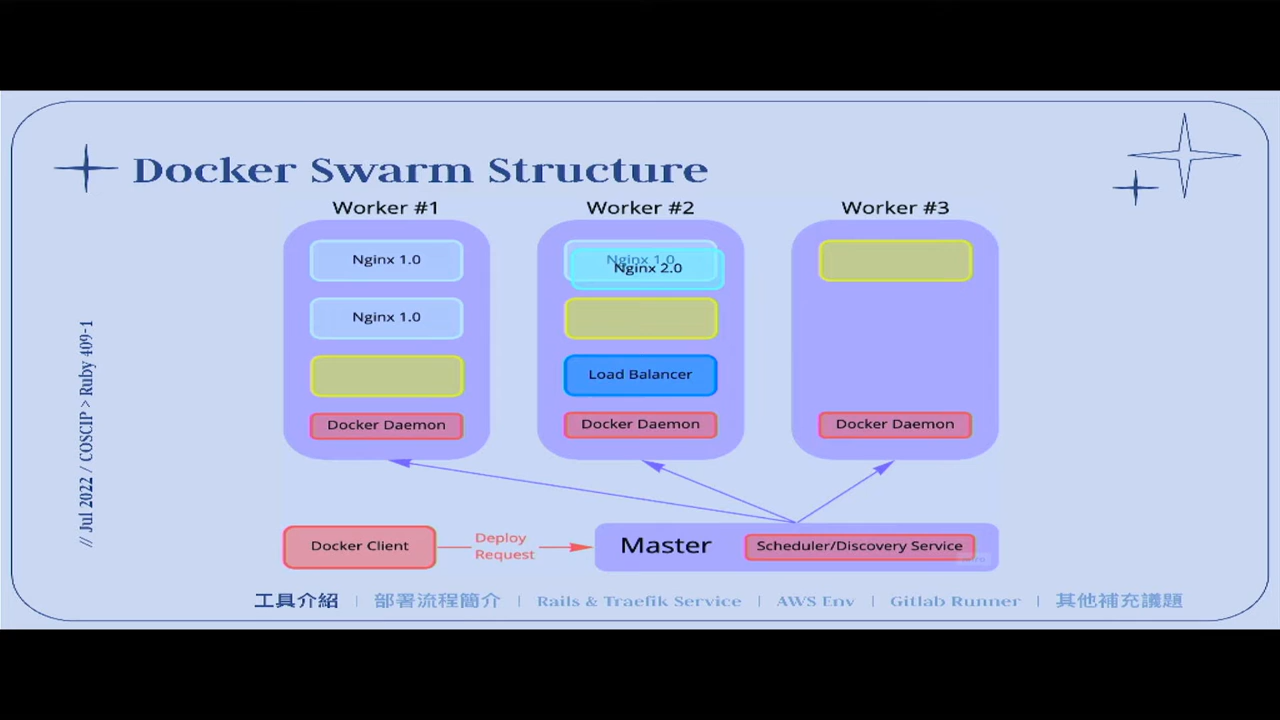 Docker Swarm Structure
Worker #1
Worker #2
Worker #3
Nginx 1.0
Nginx 1.0
Docker Daemon
Nginx 1.0
Nginx 2.0
Load Balancer
Docker Daemon
Docker Daemon
Docker Client
Deploy
Request
Master
Scheduler/Discovery Service
// Jul 2022 / COSCIP > Ruby 409-1
工具介紹 | 部署流程簡介 | Rails & Traefik Service | AWS Env | Gitlab Runner | 其他補充議題